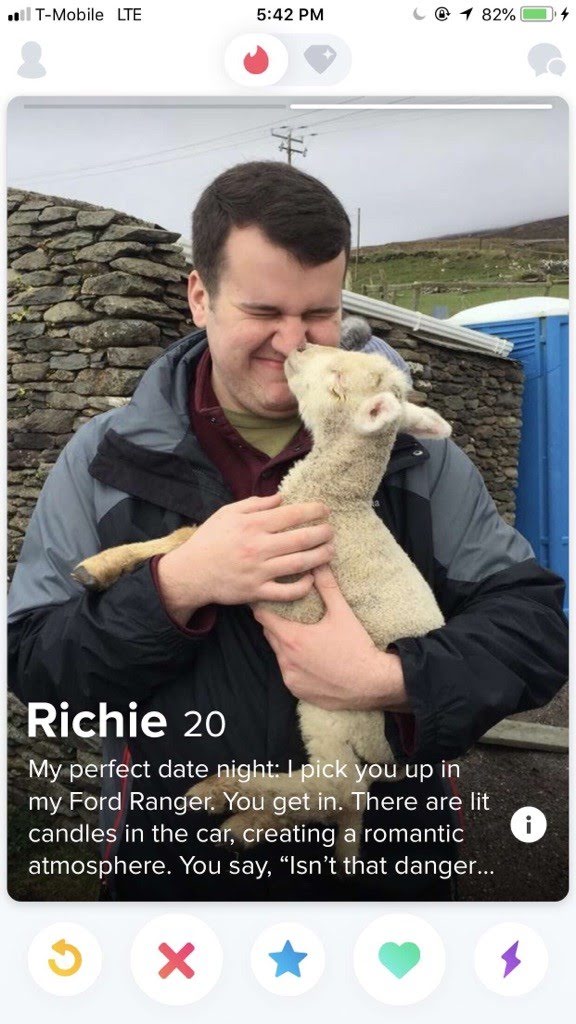 T-Mobile LTE 5:42 PM 82%
Richie 20
My perfect date night: I pick you up in
my Ford Ranger. You get in. There are lit
candles in the car, creating a romantic
atmosphere. You say, “Isn’t that danger...
i